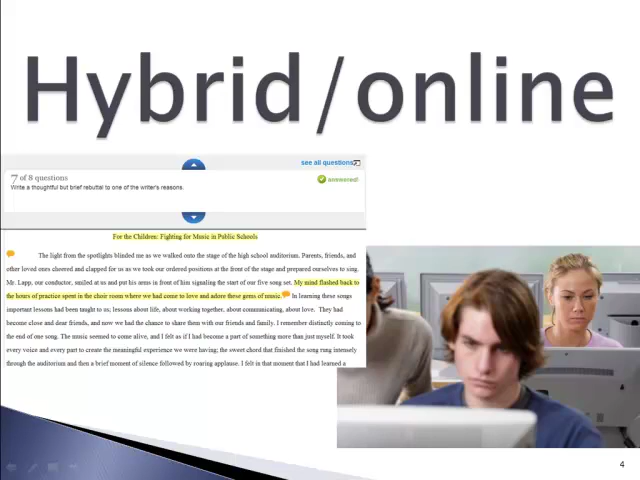 Hybrid/online
see all questions
7 of 8 questions
answered!
Write a thoughtful but brief rebuttal to one of the writer's reasons.
For the Children: Fighting for Music in Public Schools
The light from the spotlights blinded me as we walked onto the stage of the high school auditorium. Parents, friends, and
other loved ones cheered and clapped for us as we took our ordered positions at the front of the stage and prepared ourselves to sing.
Mr. Lapp, our conductor, smiled at us and put his arms in front of him signaling the start of our five song set. My mind flashed back to
the hours of practice spent in the choir room where we had come to love and adore these gems of music. In learning these songs
important lessons had been taught to us; lessons about life, about working together, about communicating, about love. They had
become close and dear friends, and now we had the chance to share them with our friends and family. I remember distinctly coming to
the end of one song. The music seemed to come alive, and I felt as if I had become a part of something more than just myself. It took
every voice and every part to create the meaningful experience we were having; the sweet chord that finished the song rung intensely
through the auditorium and then a brief moment of silence followed by roaring applause. I felt in that moment that I had learned a
4